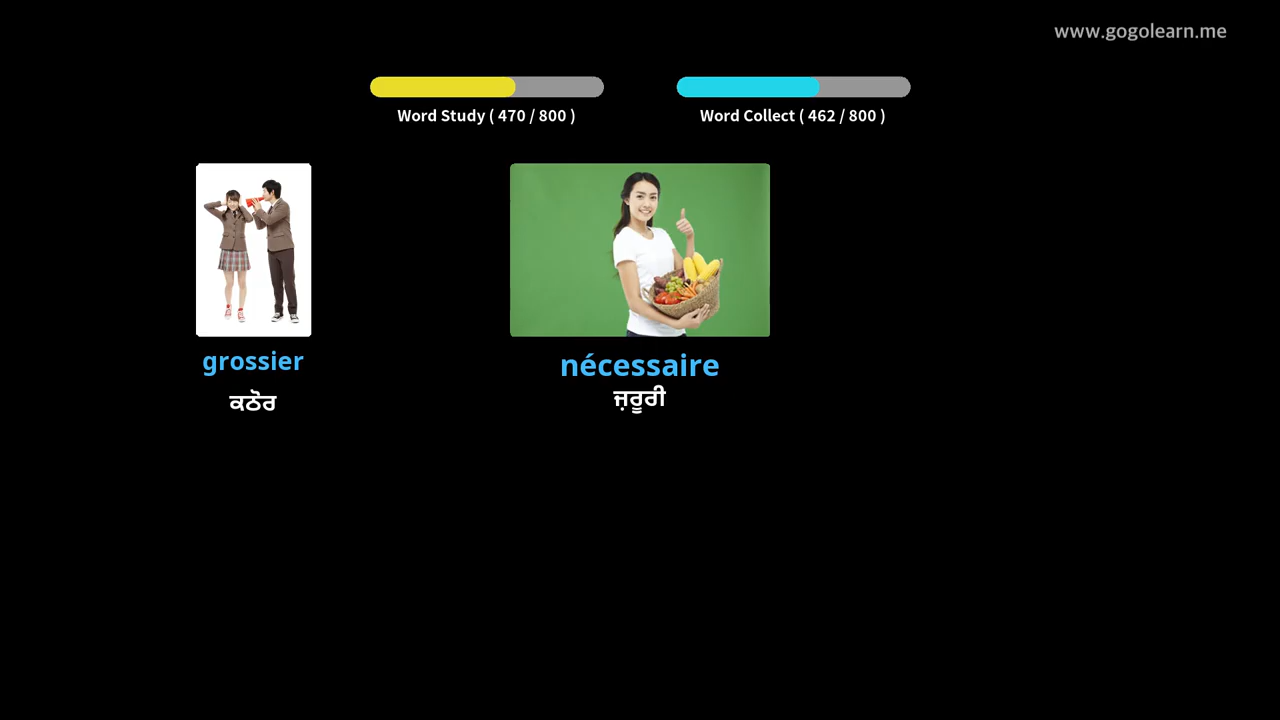 www.gogolearn.me
Word Study ( 470 / 800 )
Word Collect ( 462 / 800 )
grossier
ਕਠੋਰ
nécessaire
ਜ਼ਰੂਰੀ